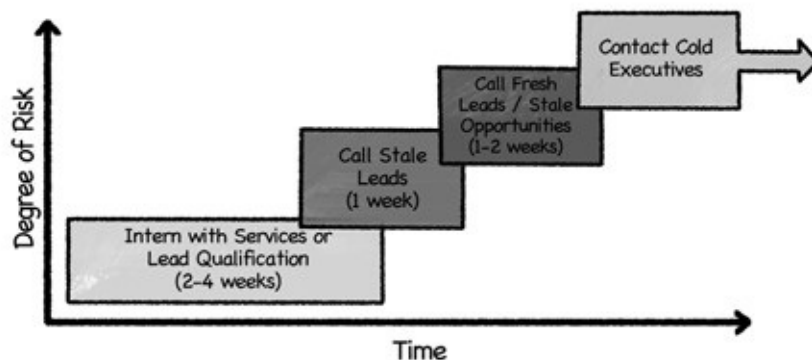 Degree of Risk
Contact Cold
Executives
Call Fresh
Leads / Stale
Opportunities
(1-2 weeks)
Call Stale
Leads
(1 week)
Intern with Services or
Lead Qualification
(2-4 weeks)
Time